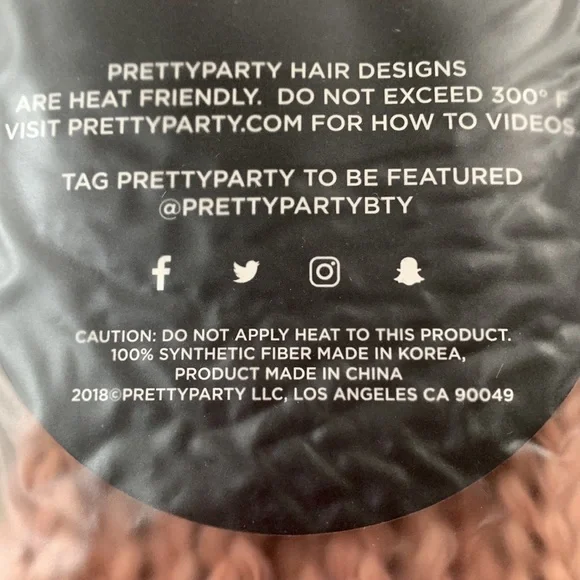 PRETTYPARTY HAIR DESIGNS
ARE HEAT FRIENDLY. DO NOT EXCEED 300° F
VISIT PRETTYPARTY.COM FOR HOW TO VIDEOS
TAG PRETTYPARTY TO BE FEATURED
@PRETTYPARTYBTY
CAUTION: DO NOT APPLY HEAT TO THIS PRODUCT.
100% SYNTHETIC FIBER MADE IN KOREA,
PRODUCT MADE IN CHINA
2018©PRETTYPARTY LLC, LOS ANGELES CA 90049